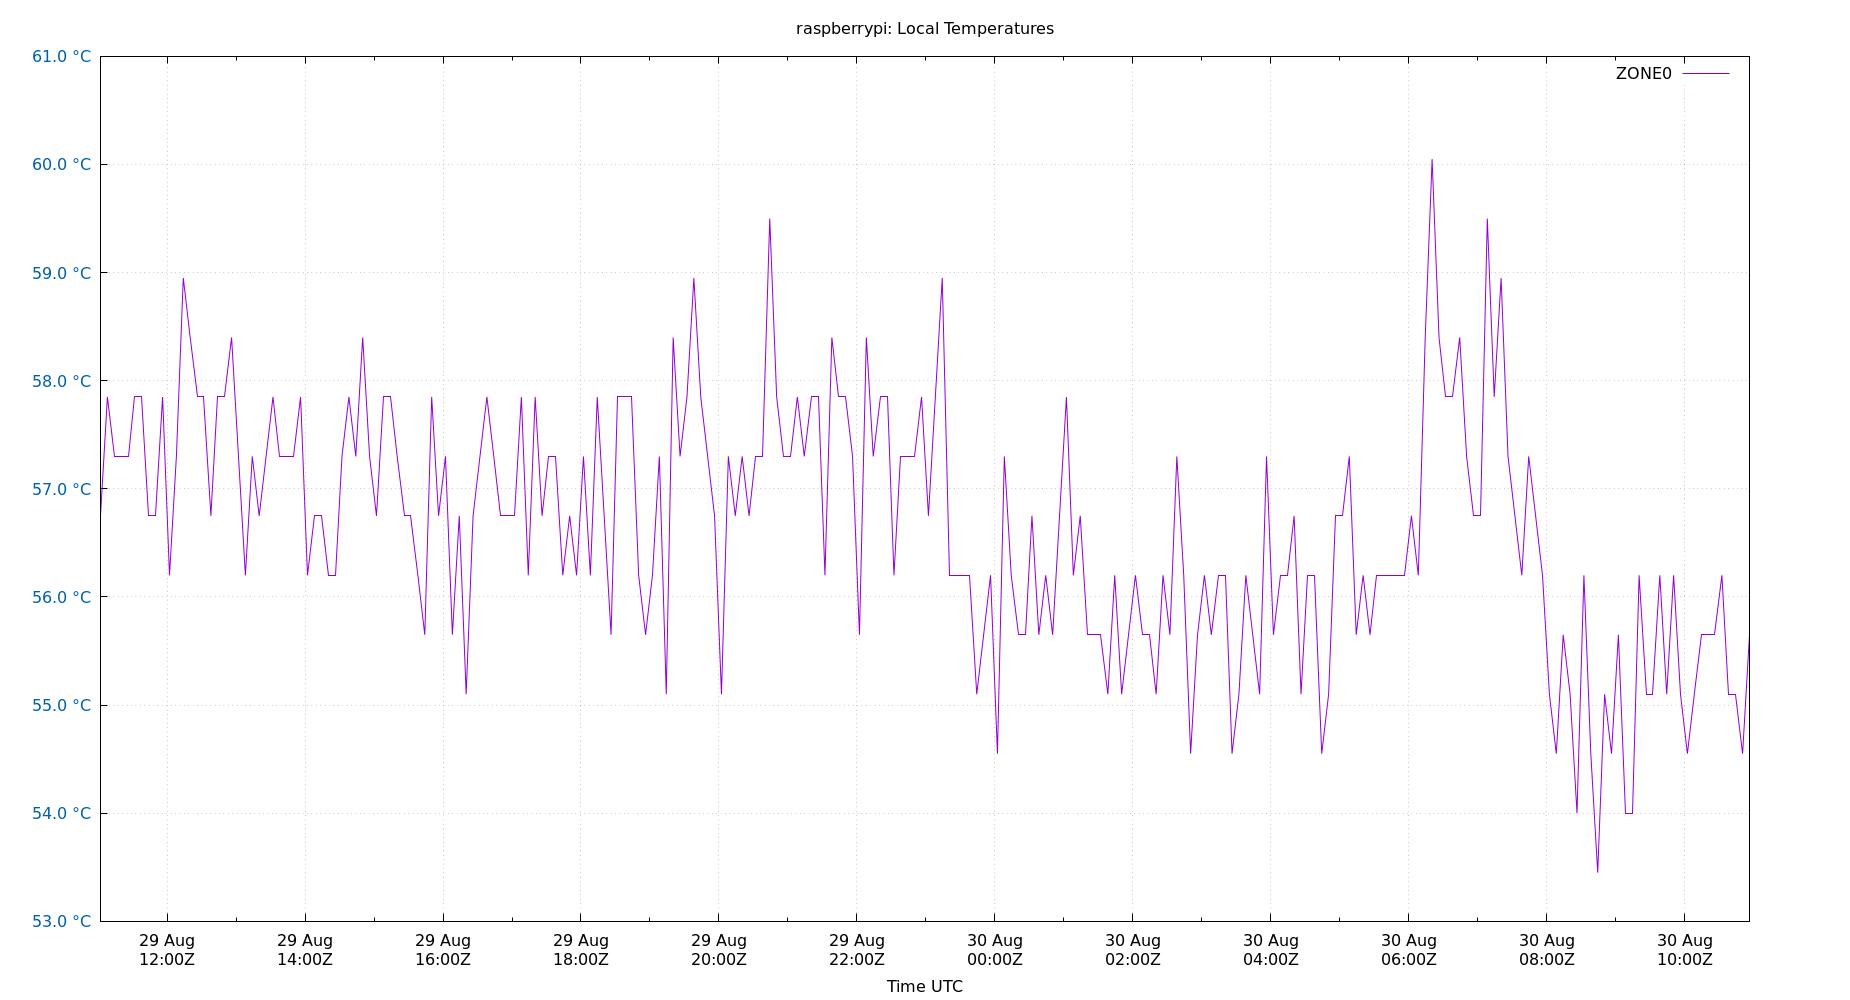 raspberrypi: Local Temperatures
61.0 °C
60.0 °C
59.0 °C
58.0 °C
57.0 °C
56.0 °C
55.0 °C
54.0 °C
53.0 °C
ZONE0
29 Aug
12:00Z
29 Aug
14:00Z
29 Aug
16:00Z
29 Aug
18:00Z
29 Aug
20:00Z
29 Aug
22:00Z
30 Aug
00:00Z
30 Aug
02:00Z
30 Aug
04:00Z
30 Aug
06:00Z
30 Aug
08:00Z
30 Aug
10:00Z
Time UTC